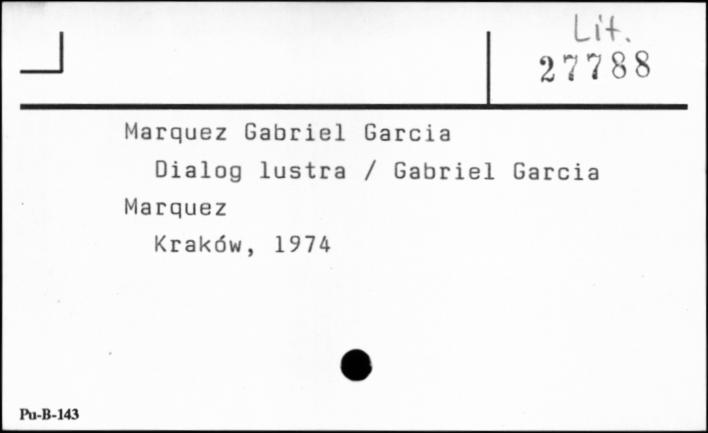 Lit.
27788
Marquez Gabriel Garcia
Dialog lustra / Gabriel Garcia
Marquez
Kraków, 1974
Pu-B-143